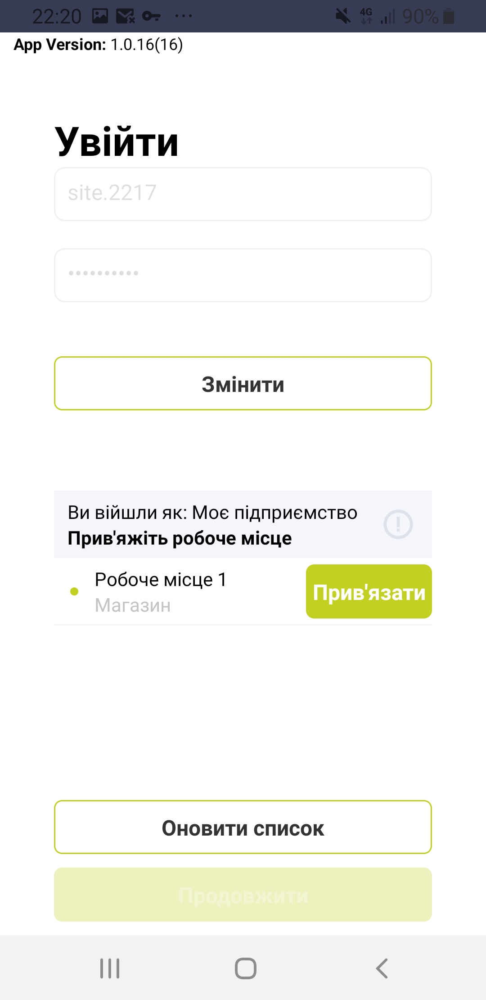 22:20
4G
90%
App Version: 1.0.16(16)
Увійти
site.2217
••••••••••
Змінити
Ви війшли як: Моє підприємство
Прив'яжіть робоче місце
Робоче місце 1
Магазин
Прив'язати
Оновити список
Продовжити